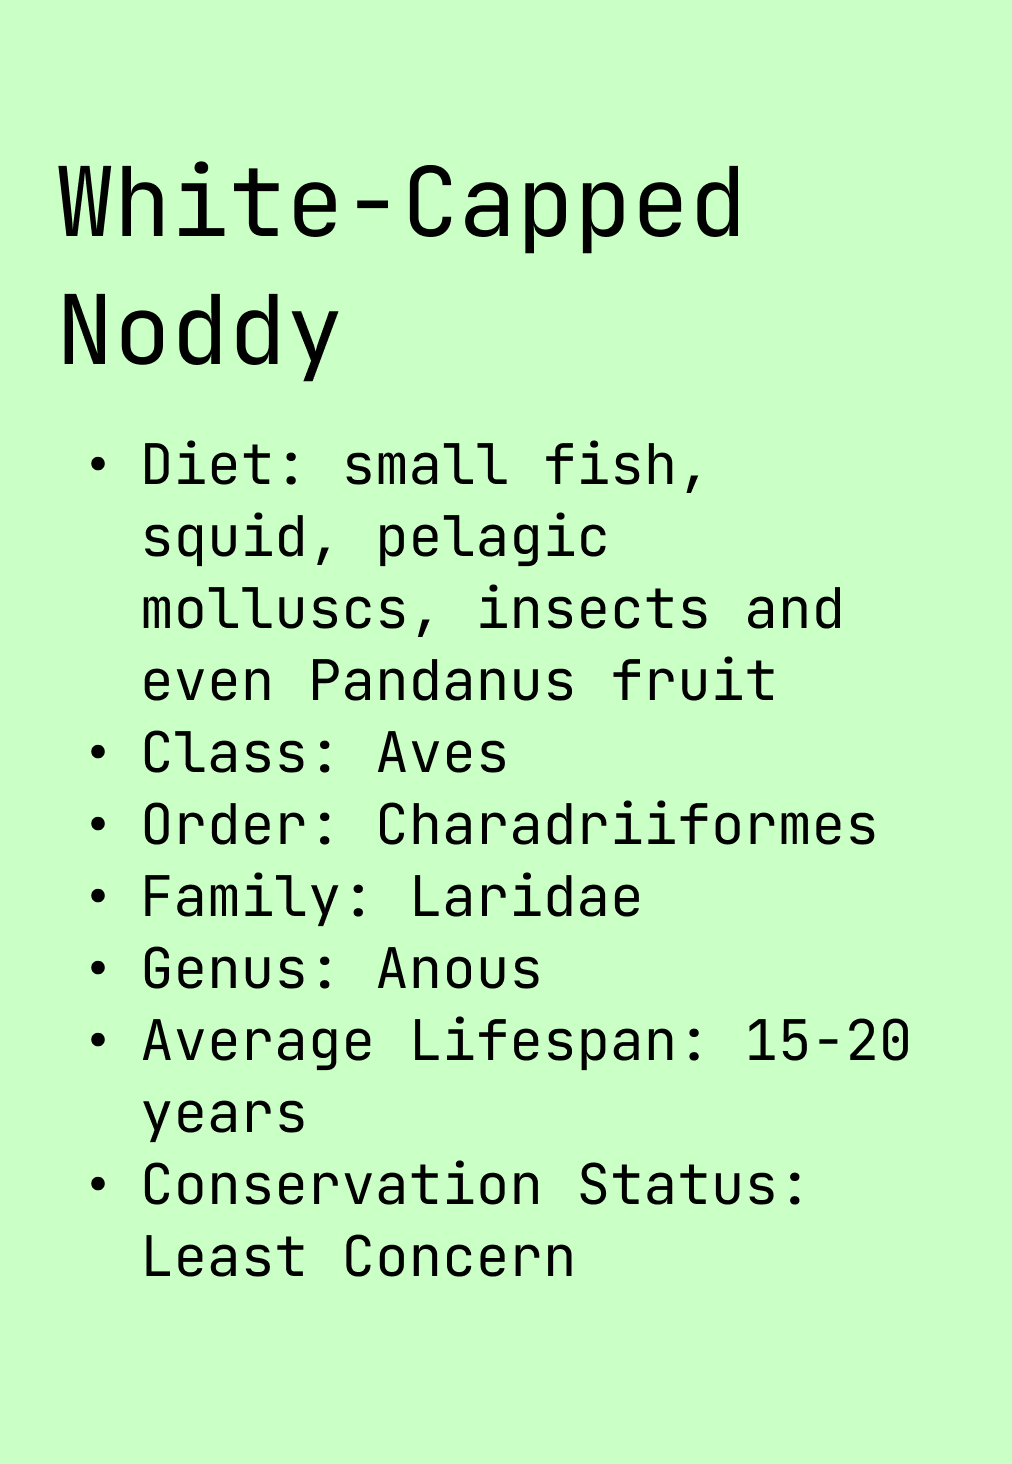 White-Capped
Noddy
• Diet: small fish,
squid, pelagic
molluscs, insects and
even Pandanus fruit
• Class: Aves
• Order: Charadriiformes
• Family: Laridae
• Genus: Anous
• Average Lifespan: 15-20
years
• Conservation Status:
Least Concern